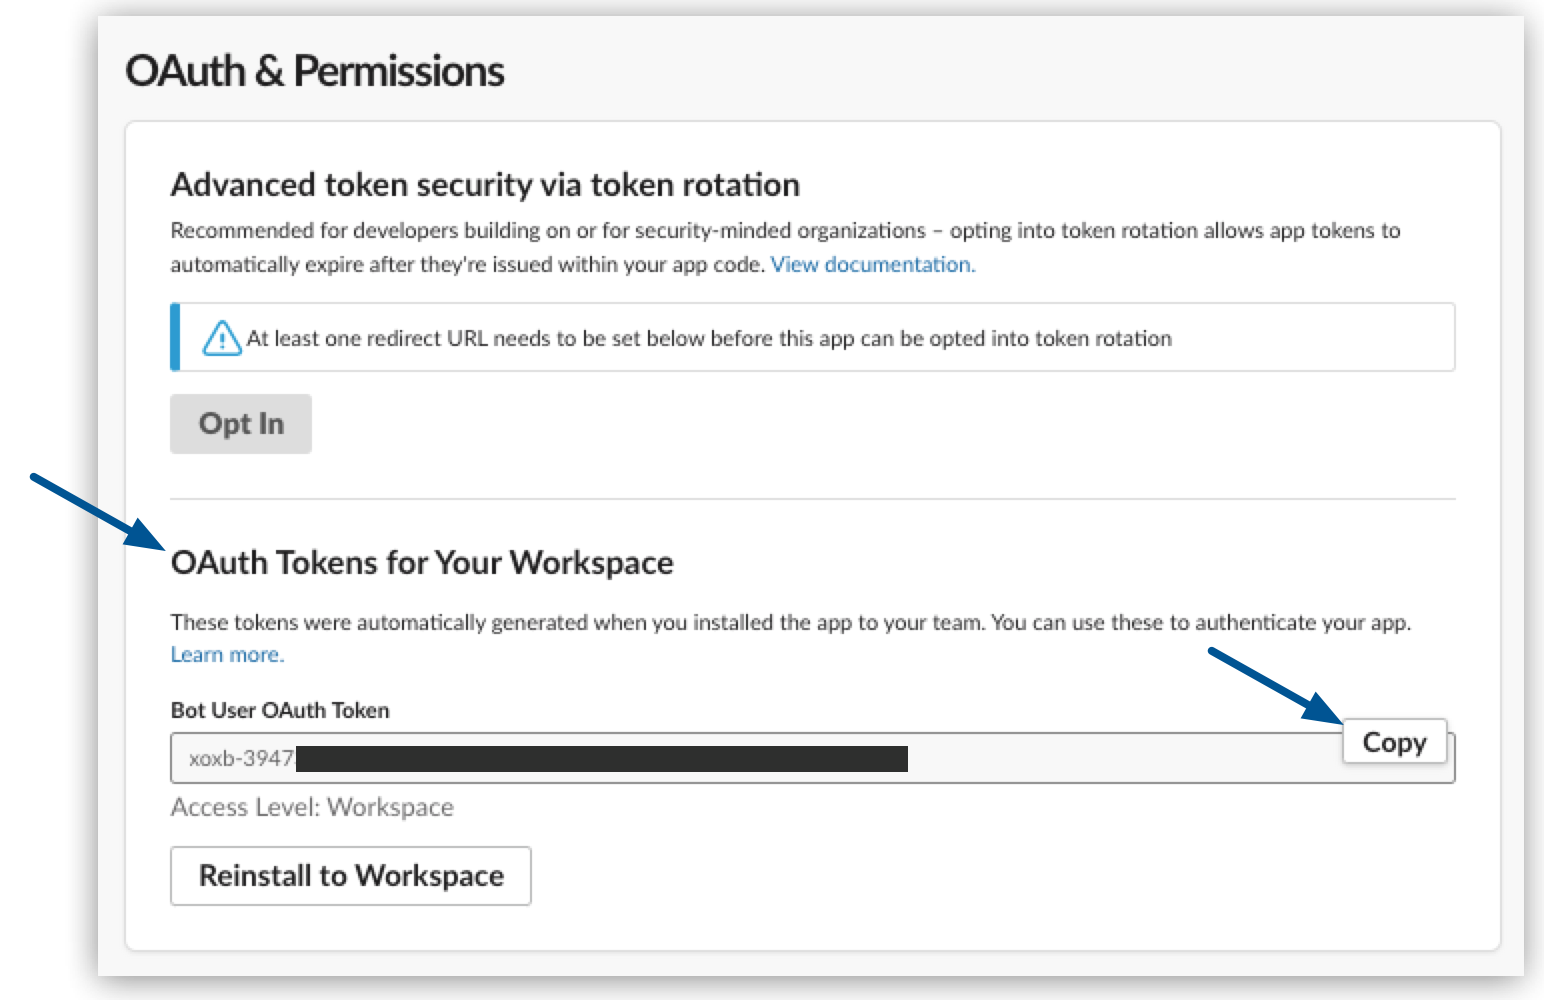 OAuth & Permissions
Advanced token security via token rotation
Recommended for developers building on or for security-minded organizations – opting into token rotation allows app tokens to
automatically expire after they're issued within your app code. View documentation.
At least one redirect URL needs to be set below before this app can be opted into token rotation
Opt In
OAuth Tokens for Your Workspace
These tokens were automatically generated when you installed the app to your team. You can use these to authenticate your app.
Learn more.
Bot User OAuth Token
xoxb-3947
Copy
Access Level: Workspace
Reinstall to Workspace